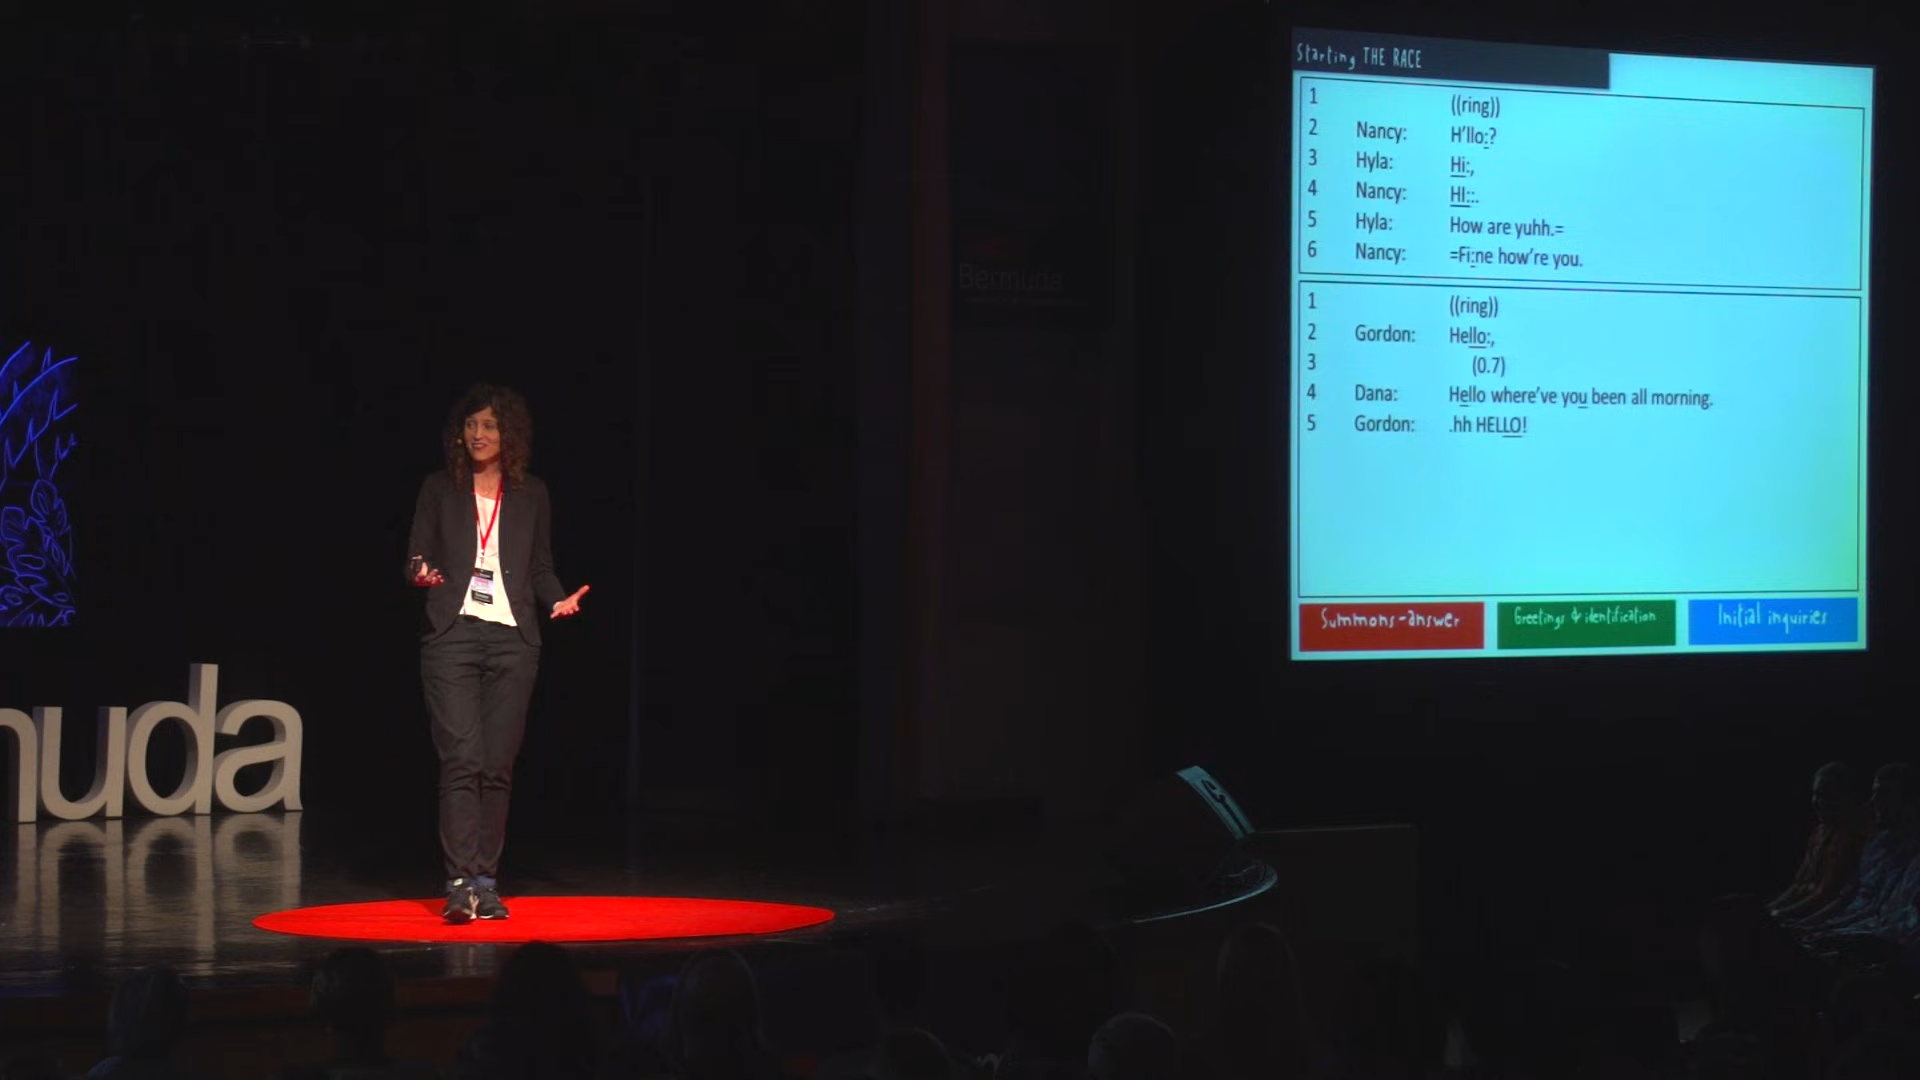 Starting THE RACE
1 ((ring))
2 Nancy: H'llo:?
3 Hyla: Hi:,
4 Nancy: HI::.
5 Hyla: How are yuhh.=
6 Nancy: =Fi:ne how're you.
1 ((ring))
2 Gordon: Hello:,
3 (0.7)
4 Dana: Hello where've you been all morning.
5 Gordon: .hh HELLO!
Summons-answer
Greetings & identification
Initial inquiries
Bermuda
uda